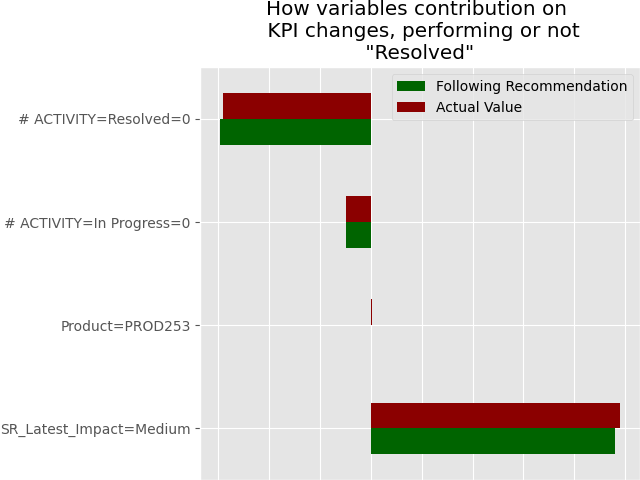 How variables contribution on
KPI changes, performing or not
"Resolved"
Following Recommendation
Actual Value
# ACTIVITY=Resolved=0
# ACTIVITY=In Progress=0
Product=PROD253
SR_Latest_Impact=Medium